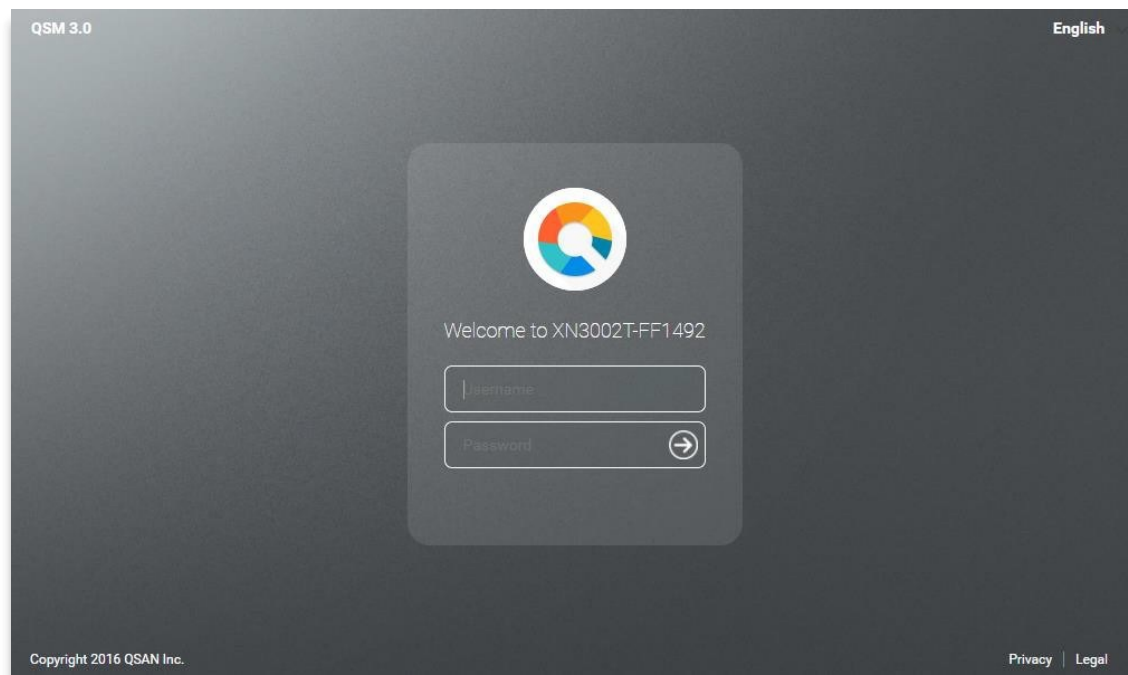 QSM 3.0
English
Welcome to XN3002T-FF1492
Username
Password
Copyright 2016 QSAN Inc.
Privacy | Legal